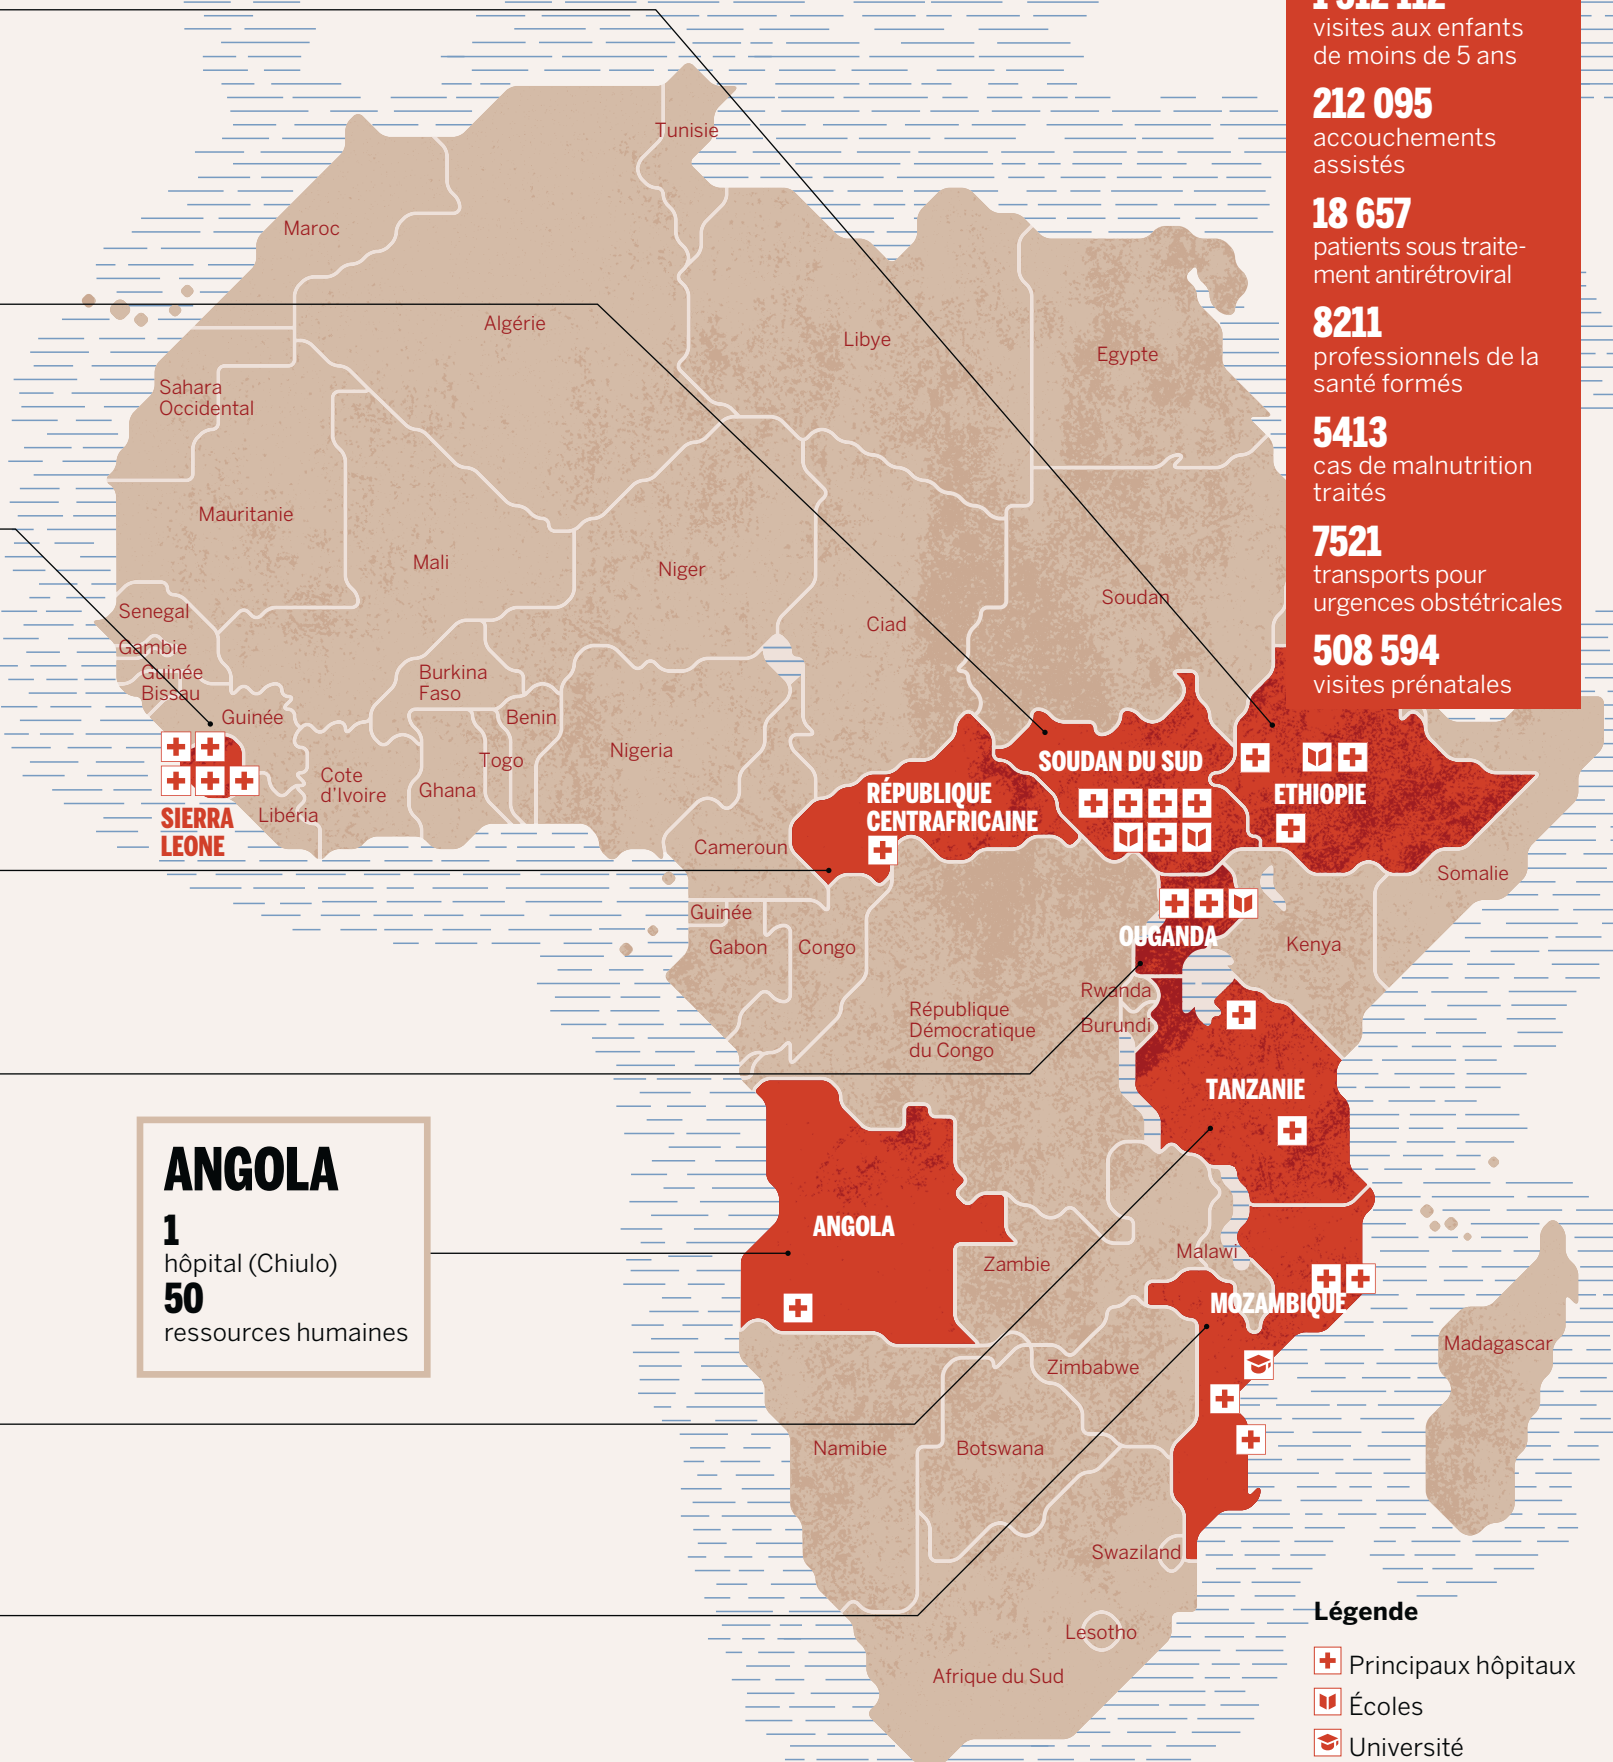 visites aux enfants
de moins de 5 ans
212 095
accouchements
assistés
18 657
patients sous traite-
ment antirétroviral
8211
professionnels de la
santé formés
5413
cas de malnutrition
traités
7521
transports pour
urgences obstétricales
508 594
visites prénatales
Tunisie
Maroc
Algérie
Libye
Egypte
Sahara
Occidental
Mauritanie
Mali
Niger
Ciad
Soudan
Senegal
Gambie
Guinée
Bissau
Guinée
Burkina
Faso
Benin
Togo
Nigeria
Cote
d'Ivoire
Ghana
Libéria
SIERRA
LEONE
SOUDAN DU SUD
RÉPUBLIQUE
CENTRAFRICAINE
ETHIOPIE
Cameroun
Somalie
Guinée
Gabon
Congo
OUGANDA
Kenya
Rwanda
Burundi
République
Démocratique
du Congo
TANZANIE
ANGOLA
1
hôpital (Chiulo)
50
ressources humaines
ANGOLA
Zambie
Malawi
MOZAMBIQUE
Madagascar
Zimbabwe
Namibie
Botswana
Swaziland
Lesotho
Afrique du Sud
Légende
Principaux hôpitaux
Écoles
Université